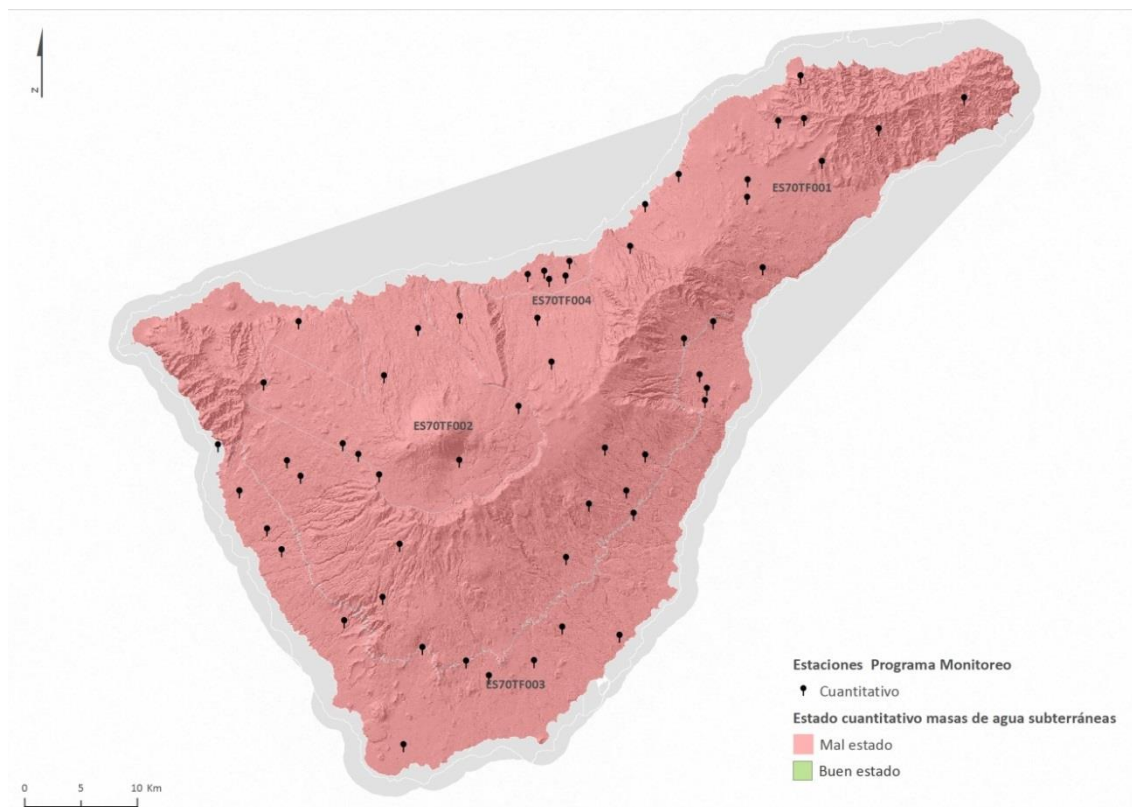 N
ES70TF001
ES70TF004
ES70TF002
ES70TF003
Estaciones Programa Monitoreo
Cuantitativo
Estado cuantitativo masas de agua subterráneas
Mal estado
Buen estado
0 5 10 Km